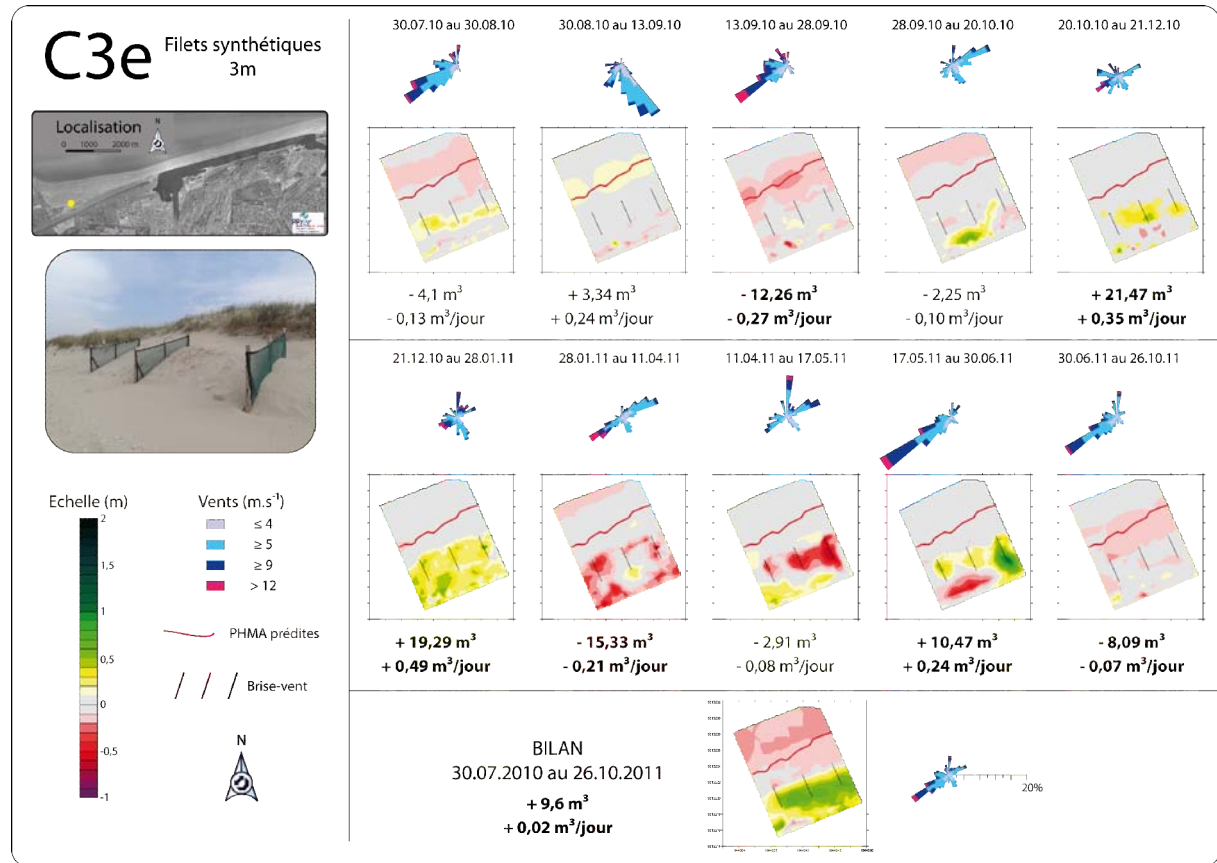 C3e
Filets synthétiques
3m
Localisation
N
0 1000 2000 m
Echelle (m)
2
1
0,5
0
-0,5
-1
Vents (m.s⁻¹)
≤ 4
≥ 5
≥ 9
> 12
PHMA prédites
Brise-vent
N
30.07.10 au 30.08.10
30.08.10 au 13.09.10
13.09.10 au 28.09.10
28.09.10 au 20.10.10
20.10.10 au 21.12.10
- 4,1 m³
- 0,13 m³/jour
+ 3,34 m³
+ 0,24 m³/jour
- 12,26 m³
- 0,27 m³/jour
- 2,25 m³
- 0,10 m³/jour
+ 21,47 m³
+ 0,35 m³/jour
21.12.10 au 28.01.11
28.01.11 au 11.04.11
11.04.11 au 17.05.11
17.05.11 au 30.06.11
30.06.11 au 26.10.11
+ 19,29 m³
+ 0,49 m³/jour
- 15,33 m³
- 0,21 m³/jour
- 2,91 m³
- 0,08 m³/jour
+ 10,47 m³
+ 0,24 m³/jour
- 8,09 m³
- 0,07 m³/jour
BILAN
30.07.2010 au 26.10.2011
+ 9,6 m³
+ 0,02 m³/jour
20%